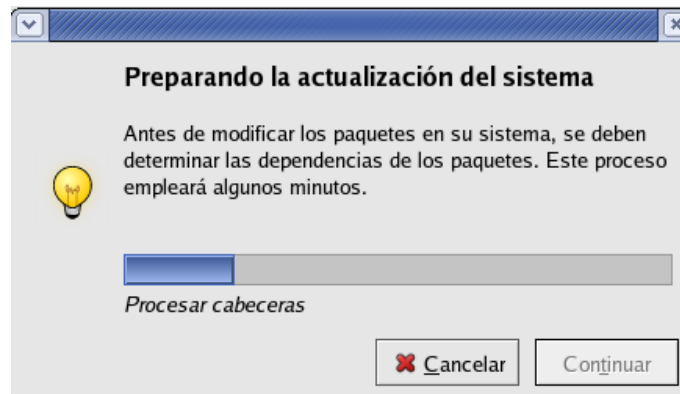 Preparando la actualización del sistema
Antes de modificar los paquetes en su sistema, se deben
determinar las dependencias de los paquetes. Este proceso
empleará algunos minutos.
Procesar cabeceras
Cancelar
Continuar